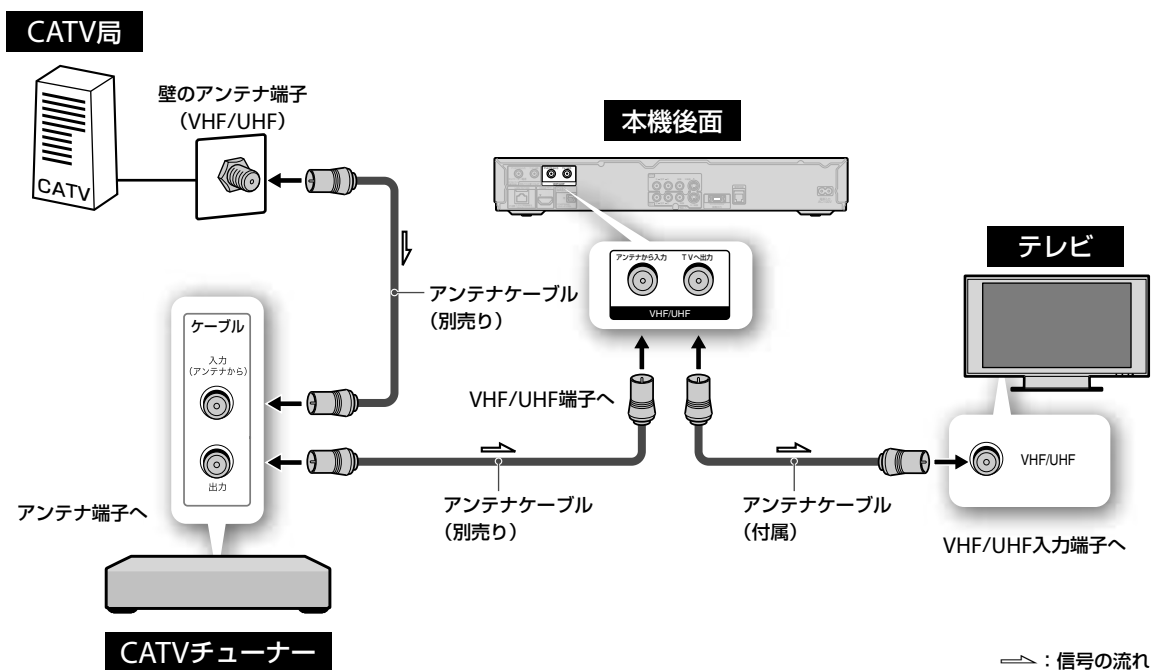 CATV局
壁のアンテナ端子
（VHF/UHF）
CATV
本機後面
アンテナから入力
TVへ出力
VHF/UHF
テレビ
アンテナケーブル
（別売り）
ケーブル
入力
（アンテナから）
出力
VHF/UHF端子へ
VHF/UHF
アンテナ端子へ
アンテナケーブル
（別売り）
アンテナケーブル
（付属）
VHF/UHF入力端子へ
CATVチューナー
：信号の流れ